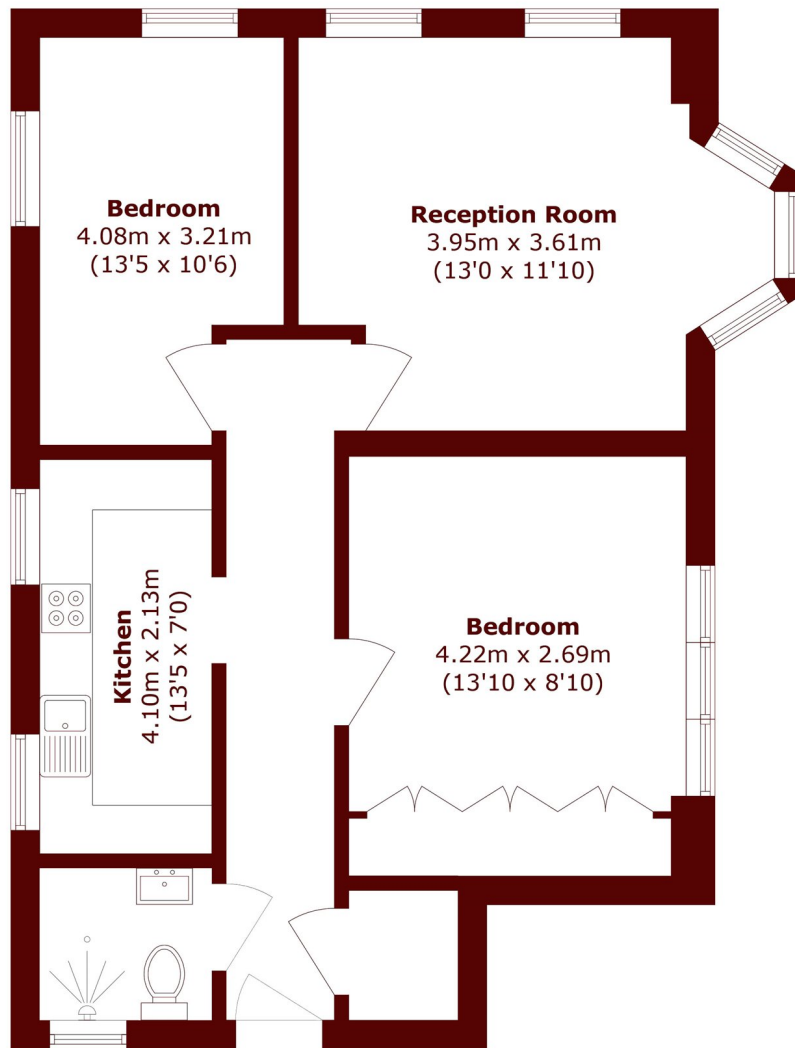 Bedroom
4.08m x 3.21m
(13'5 x 10'6)
Reception Room
3.95m x 3.61m
(13'0 x 11'10)
Kitchen
4.10m x 2.13m
(13'5 x 7'0)
Bedroom
4.22m x 2.69m
(13'10 x 8'10)